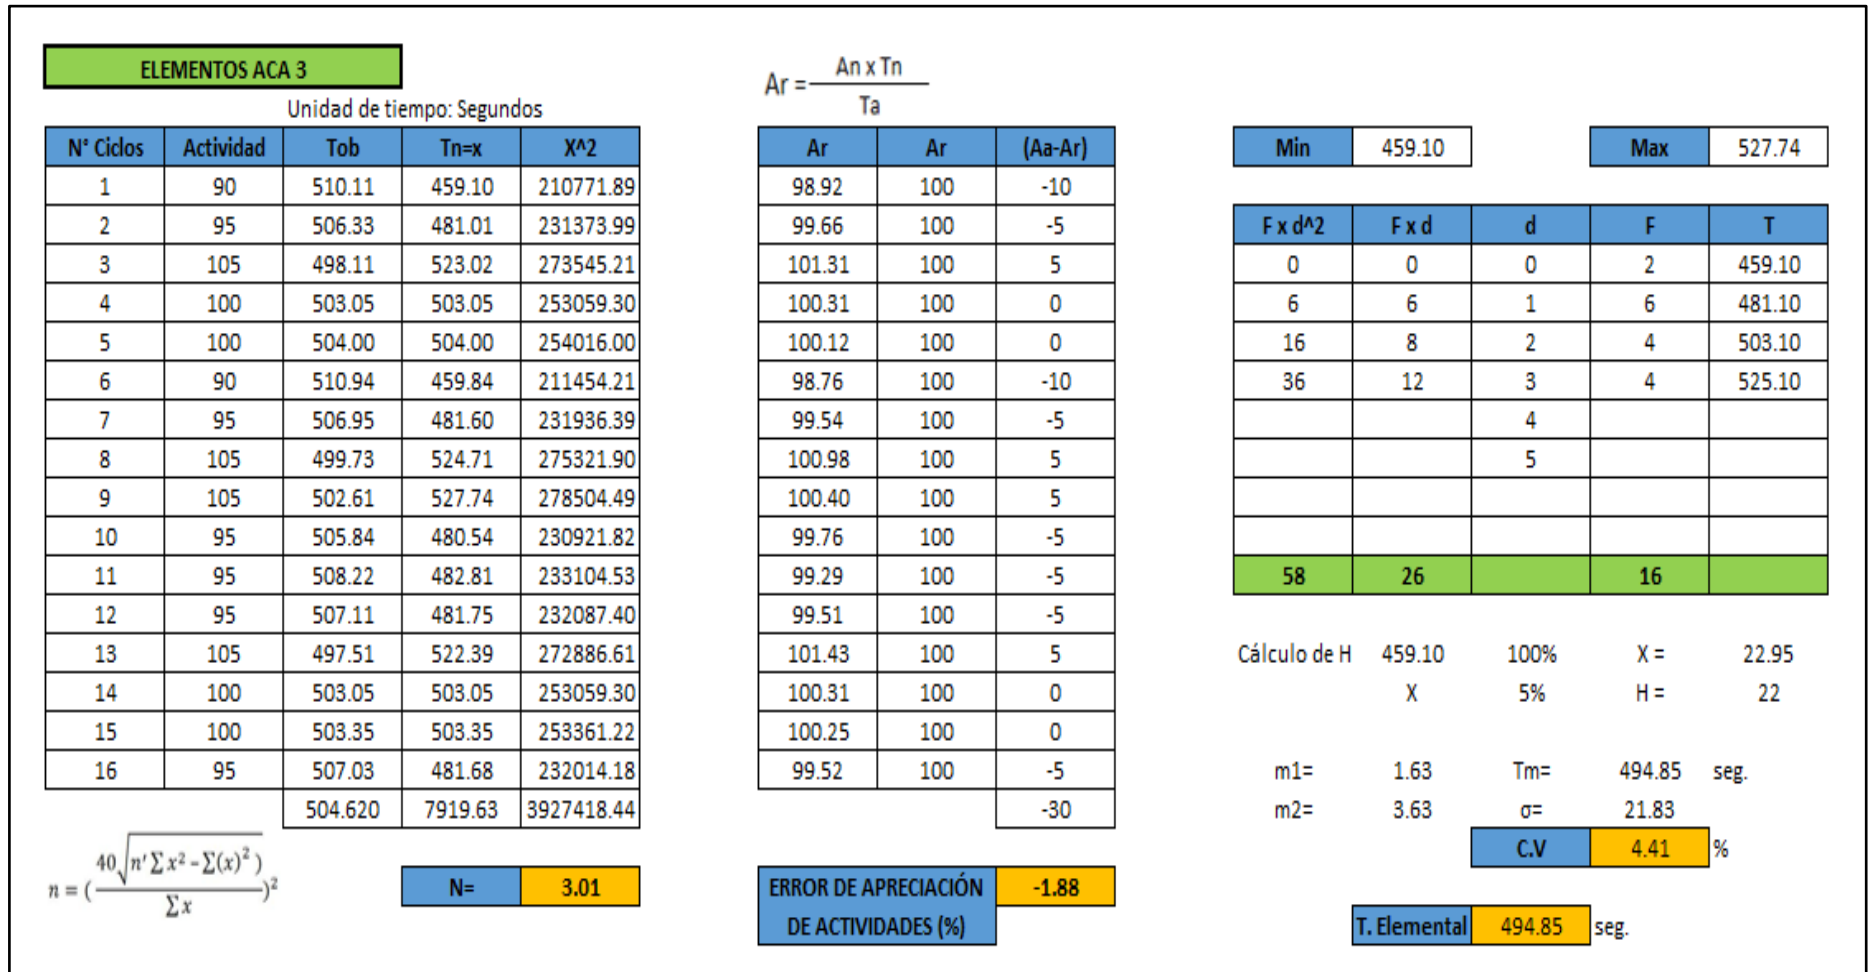 ELEMENTOS ACA 3
Unidad de tiempo: Segundos
N° Ciclos Actividad Tob Tn=x X^2
1 90 510.11 459.10 210771.89
2 95 506.33 481.01 231373.99
3 105 498.11 523.02 273545.21
4 100 503.05 503.05 253059.30
5 100 504.00 504.00 254016.00
6 90 510.94 459.84 211454.21
7 95 506.95 481.60 231936.39
8 105 499.73 524.71 275321.90
9 105 502.61 527.74 278504.49
10 95 505.84 480.54 230921.82
11 95 508.22 482.81 233104.53
12 95 507.11 481.75 232087.40
13 105 497.51 522.39 272886.61
14 100 503.05 503.05 253059.30
15 100 503.35 503.35 253361.22
16 95 507.03 481.68 232014.18
504.620 7919.63 3927418.44
n = (40√(n′ ∑ x² − ∑(x)² ) / ∑ x)²
N= 3.01
Ar = An x Tn / Ta
Ar Ar (Aa-Ar)
98.92 100 -10
99.66 100 -5
101.31 100 5
100.31 100 0
100.12 100 0
98.76 100 -10
99.54 100 -5
100.98 100 5
100.40 100 5
99.76 100 -5
99.29 100 -5
99.51 100 -5
101.43 100 5
100.31 100 0
100.25 100 0
99.52 100 -5
-30
ERROR DE APRECIACIÓN -1.88
DE ACTIVIDADES (%)
Min 459.10 Max 527.74
F x d^2 F x d d F T
0 0 0 2 459.10
6 6 1 6 481.10
16 8 2 4 503.10
36 12 3 4 525.10
4
5
58 26 16
Cálculo de H 459.10 100% X = 22.95
X 5% H = 22
m1= 1.63 Tm= 494.85 seg.
m2= 3.63 σ= 21.83
C.V 4.41 %
T. Elemental 494.85 seg.